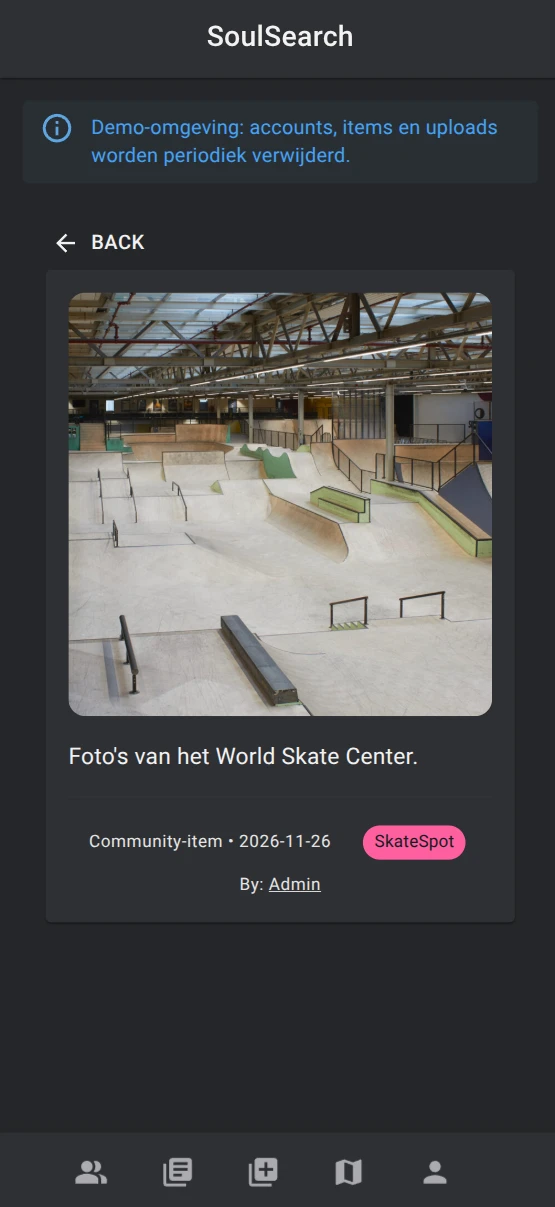 SoulSearch
Demo-omgeving: accounts, items en uploads
worden periodiek verwijderd.
BACK
Foto's van het World Skate Center.
Community-item • 2026-11-26
SkateSpot
By: Admin